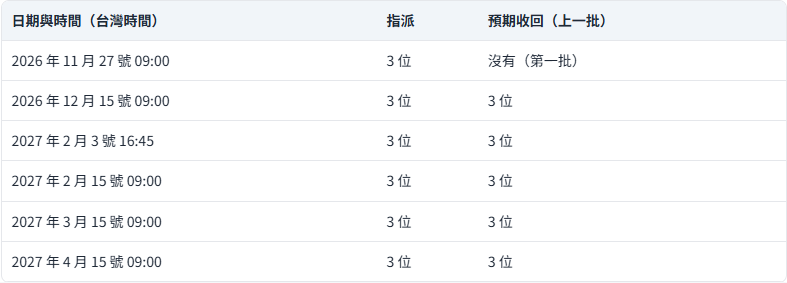 日期與時間（台灣時間） 指派 預期收回（上一批）
2026 年 11 月 27 號 09:00 3 位 沒有（第一批）
2026 年 12 月 15 號 09:00 3 位 3 位
2027 年 2 月 3 號 16:45 3 位 3 位
2027 年 2 月 15 號 09:00 3 位 3 位
2027 年 3 月 15 號 09:00 3 位 3 位
2027 年 4 月 15 號 09:00 3 位 3 位